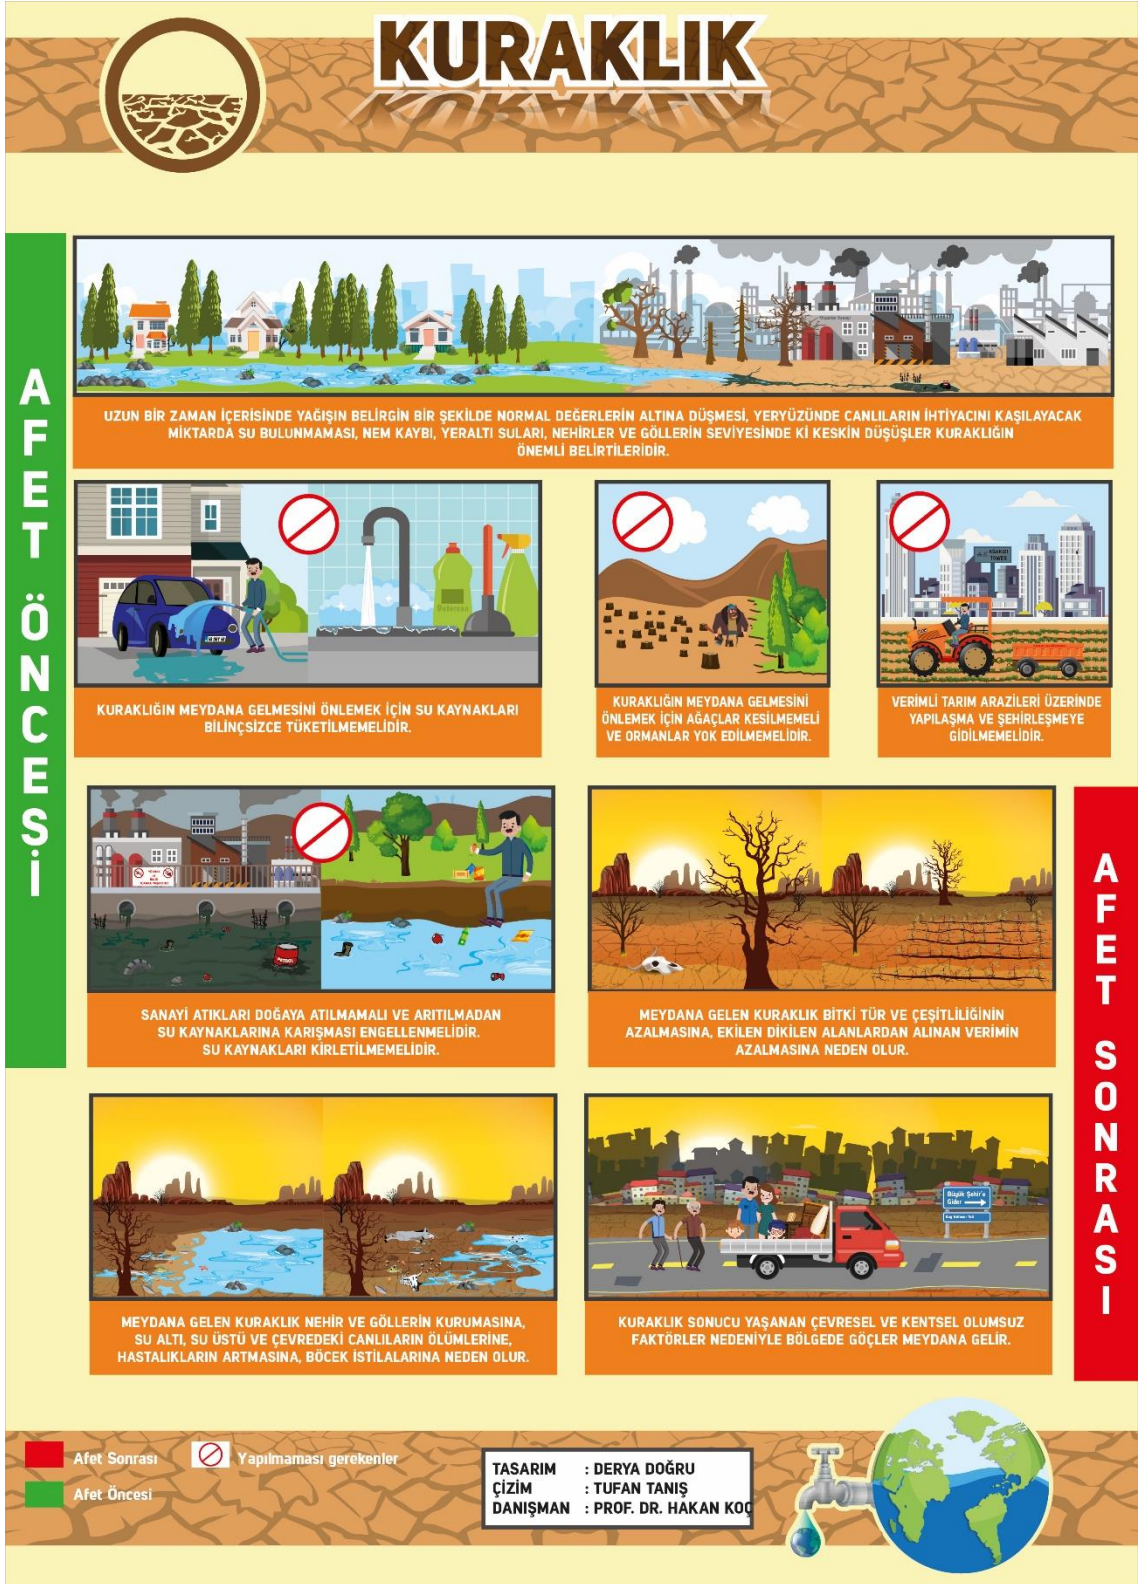 KURAKLIK
AFET ÖNCESİ
UZUN BİR ZAMAN İÇERİSİNDE YAĞIŞIN BELİRGİN BİR ŞEKİLDE NORMAL DEĞERLERİN ALTINA DÜŞMESİ, YERYÜZÜNDE CANLILARIN İHTİYACINI KAŞILAYACAK
MİKTARDA SU BULUNMAMASI, NEM KAYBI, YERALTI SULARI, NEHİRLER VE GÖLLERİN SEVİYESİNDE Kİ KESKİN DÜŞÜŞLER KURAKLIĞIN
ÖNEMLİ BELİRTİLERİDİR.
KURAKLIĞIN MEYDANA GELMESİNİ ÖNLEMEK İÇİN SU KAYNAKLARI
BİLİNÇSİZCE TÜKETİLMEMELİDİR.
KURAKLIĞIN MEYDANA GELMESİNİ
ÖNLEMEK İÇİN AĞAÇLAR KESİLMEMELİ
VE ORMANLAR YOK EDİLMEMELİDİR.
TOWER
VERİMLİ TARIM ARAZİLERİ ÜZERİNDE
YAPILAŞMA VE ŞEHİRLEŞMEYE
GİDİLMEMELİDİR.
SANAYİ ATIKLARI DOĞAYA ATILMAMALI VE ARITILMADAN
SU KAYNAKLARINA KARIŞMASI ENGELLENMELİDİR.
SU KAYNAKLARI KİRLETİLMEMELİDİR.
AFET SONRASI
MEYDANA GELEN KURAKLIK BİTKİ TÜR VE ÇEŞİTLİLİĞİNİN
AZALMASINA, EKİLEN DİKİLEN ALANLARDAN ALINAN VERİMİN
AZALMASINA NEDEN OLUR.
MEYDANA GELEN KURAKLIK NEHİR VE GÖLLERİN KURUMASINA,
SU ALTI, SU ÜSTÜ VE ÇEVREDEKİ CANLILARIN ÖLÜMLERİNE,
HASTALIKLARIN ARTMASINA, BÖCEK İSTİLALARINA NEDEN OLUR.
Büyük Şehir'e
Gider
KURAKLIK SONUCU YAŞANAN ÇEVRESEL VE KENTSEL OLUMSUZ
FAKTÖRLER NEDENİYLE BÖLGEDE GÖÇLER MEYDANA GELİR.
Afet Sonrası
Yapılmaması gerekenler
Afet Öncesi
TASARIM : DERYA DOĞRU
ÇİZİM : TUFAN TANIŞ
DANIŞMAN : PROF. DR. HAKAN KOÇ